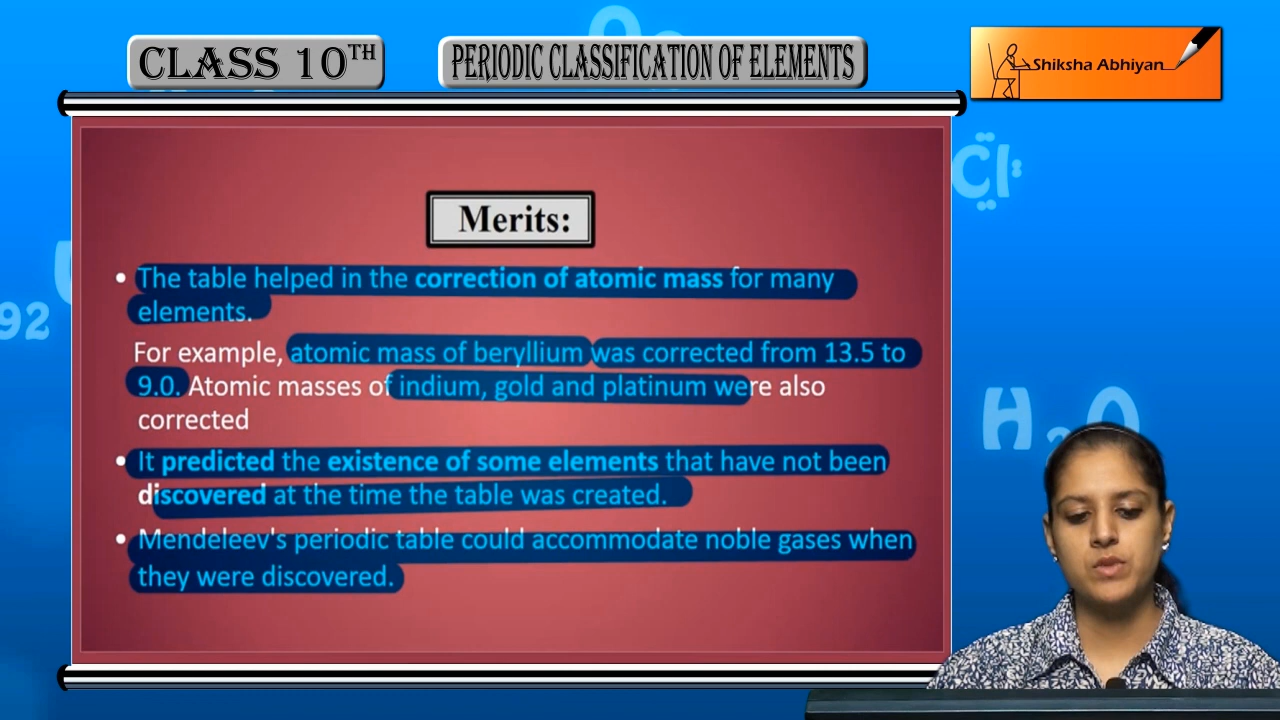 CLASS 10TH
PERIODIC CLASSIFICATION OF ELEMENTS
Shiksha Abhiyan
Merits:
• The table helped in the correction of atomic mass for many
elements.
For example, atomic mass of beryllium was corrected from 13.5 to
9.0. Atomic masses of indium, gold and platinum were also
corrected
• It predicted the existence of some elements that have not been
discovered at the time the table was created.
• Mendeleev's periodic table could accommodate noble gases when
they were discovered.
Cl
92
H2O